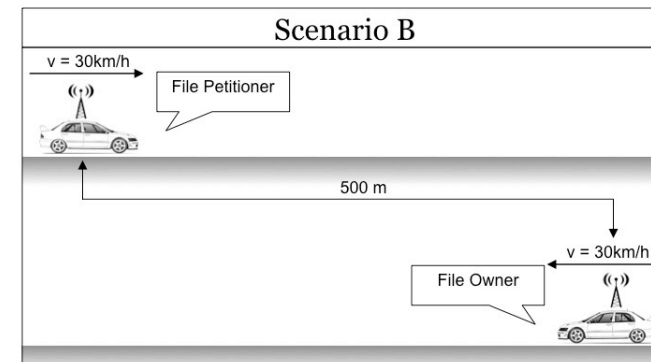 Scenario B
v = 30km/h
File Petitioner
500 m
v = 30km/h
File Owner